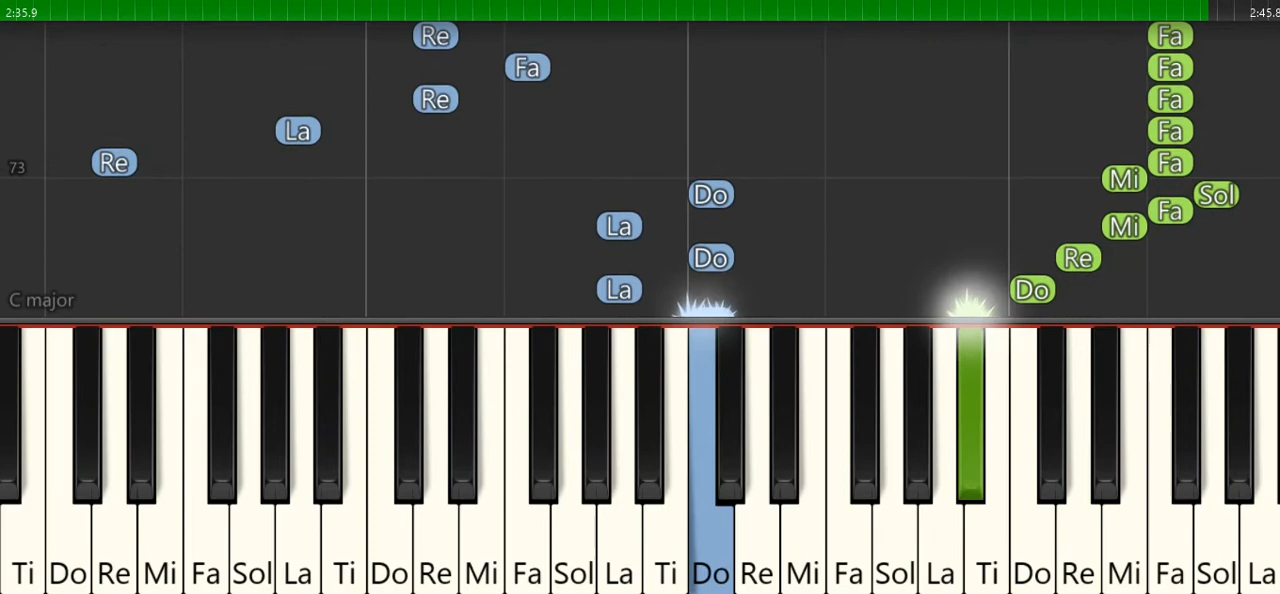 2:35.9 2:45.8
Re Fa
Fa Fa
Re Fa
La Fa
73 Re Fa
Mi
Do Sol
Fa
La Mi
Do Re
La Do
C major
Ti Do Re Mi Fa Sol La Ti Do Re Mi Fa Sol La Ti Do Re Mi Fa Sol La Ti Do Re Mi Fa Sol La